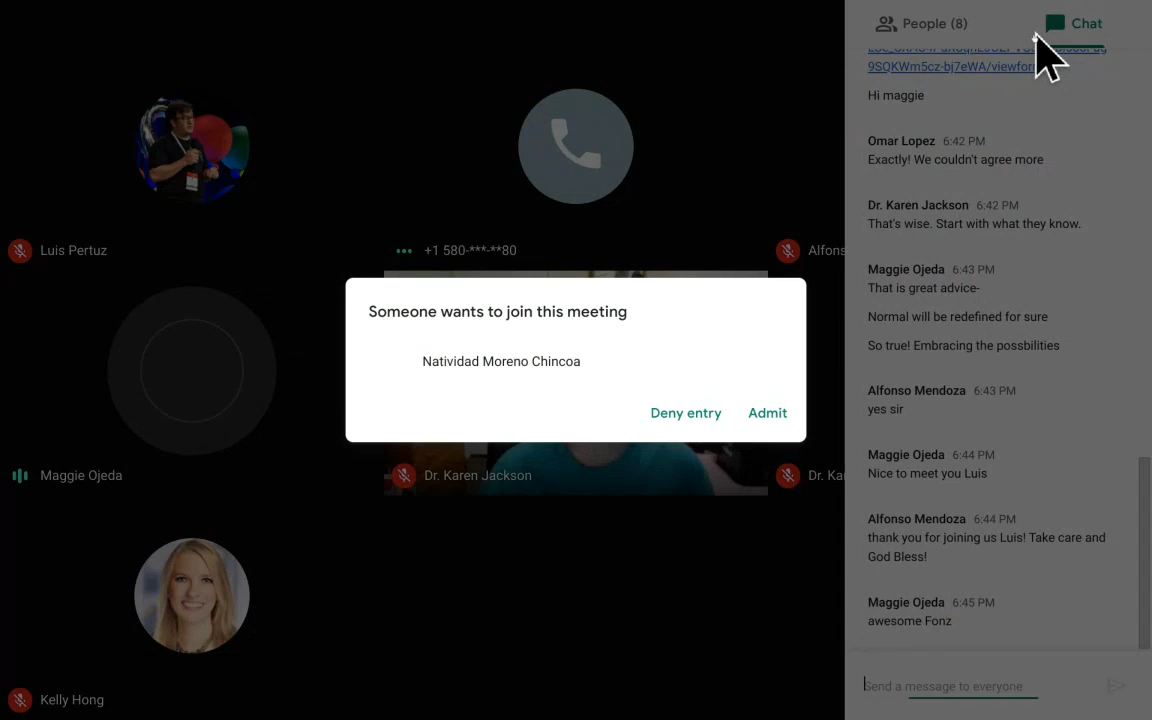 People (8)
Chat
9SQKWm5cz-bj7eWA/viewfor
Hi maggie
Omar Lopez 6:42 PM
Exactly! We couldn't agree more
Dr. Karen Jackson 6:42 PM
That's wise. Start with what they know.
Maggie Ojeda 6:43 PM
That is great advice-
Normal will be redefined for sure
So true! Embracing the possbilities
Alfonso Mendoza 6:43 PM
yes sir
Maggie Ojeda 6:44 PM
Nice to meet you Luis
Alfonso Mendoza 6:44 PM
thank you for joining us Luis! Take care and
God Bless!
Maggie Ojeda 6:45 PM
awesome Fonz
Send a message to everyone
Luis Pertuz
+1 580-***-**80
Alfons
Someone wants to join this meeting
Natividad Moreno Chincoa
Deny entry
Admit
Maggie Ojeda
Dr. Karen Jackson
Dr. Ka
Kelly Hong